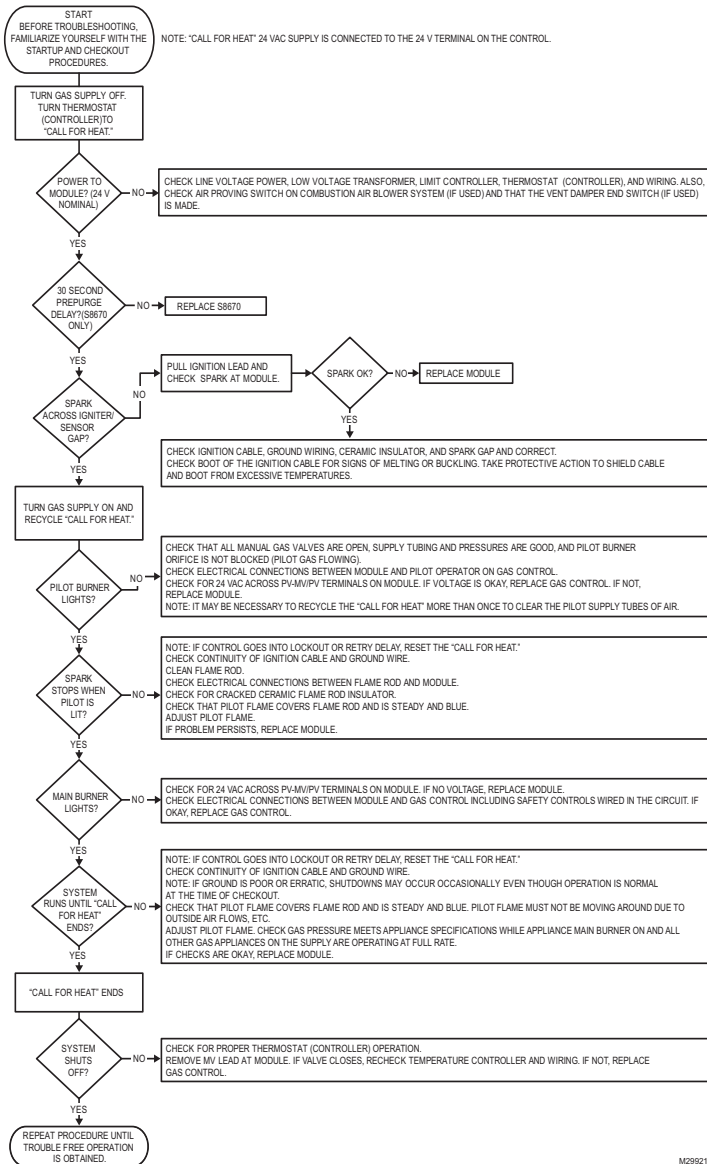 START
BEFORE TROUBLESHOOTING,
FAMILIARIZE YOURSELF WITH THE
STARTUP AND CHECKOUT
PROCEDURES.
NOTE: “CALL FOR HEAT” 24 VAC SUPPLY IS CONNECTED TO THE 24 V TERMINAL ON THE CONTROL.
TURN GAS SUPPLY OFF.
TURN THERMOSTAT
(CONTROLLER)TO
“CALL FOR HEAT.”
POWER TO
MODULE? (24 V
NOMINAL)
NO
CHECK LINE VOLTAGE POWER, LOW VOLTAGE TRANSFORMER, LIMIT CONTROLLER, THERMOSTAT (CONTROLLER), AND WIRING. ALSO,
CHECK AIR PROVING SWITCH ON COMBUSTION AIR BLOWER SYSTEM (IF USED) AND THAT THE VENT DAMPER END SWITCH (IF USED)
IS MADE.
YES
30 SECOND
PREPURGE
DELAY?(S8670
ONLY)
NO
REPLACE S8670
YES
SPARK
ACROSS IGNITER/
SENSOR
GAP?
NO
PULL IGNITION LEAD AND
CHECK SPARK AT MODULE.
SPARK OK?
NO
REPLACE MODULE
YES
CHECK IGNITION CABLE, GROUND WIRING, CERAMIC INSULATOR, AND SPARK GAP AND CORRECT.
CHECK BOOT OF THE IGNITION CABLE FOR SIGNS OF MELTING OR BUCKLING. TAKE PROTECTIVE ACTION TO SHIELD CABLE
AND BOOT FROM EXCESSIVE TEMPERATURES.
YES
TURN GAS SUPPLY ON AND
RECYCLE “CALL FOR HEAT.”
PILOT BURNER
LIGHTS?
NO
CHECK THAT ALL MANUAL GAS VALVES ARE OPEN, SUPPLY TUBING AND PRESSURES ARE GOOD, AND PILOT BURNER
ORIFICE IS NOT BLOCKED (PILOT GAS FLOWING).
CHECK ELECTRICAL CONNECTIONS BETWEEN MODULE AND PILOT OPERATOR ON GAS CONTROL.
CHECK FOR 24 VAC ACROSS PV-MV/PV TERMINALS ON MODULE. IF VOLTAGE IS OKAY, REPLACE GAS CONTROL. IF NOT,
REPLACE MODULE.
NOTE: IT MAY BE NECESSARY TO RECYCLE THE “CALL FOR HEAT” MORE THAN ONCE TO CLEAR THE PILOT SUPPLY TUBES OF AIR.
YES
SPARK
STOPS WHEN
PILOT IS
LIT?
NO
NOTE: IF CONTROL GOES INTO LOCKOUT OR RETRY DELAY, RESET THE “CALL FOR HEAT.”
CHECK CONTINUITY OF IGNITION CABLE AND GROUND WIRE.
CLEAN FLAME ROD.
CHECK ELECTRICAL CONNECTIONS BETWEEN FLAME ROD AND MODULE.
CHECK FOR CRACKED CERAMIC FLAME ROD INSULATOR.
CHECK THAT PILOT FLAME COVERS FLAME ROD AND IS STEADY AND BLUE.
ADJUST PILOT FLAME.
IF PROBLEM PERSISTS, REPLACE MODULE.
YES
MAIN BURNER
LIGHTS?
NO
CHECK FOR 24 VAC ACROSS PV-MV/PV TERMINALS ON MODULE. IF NO VOLTAGE, REPLACE MODULE.
CHECK ELECTRICAL CONNECTIONS BETWEEN MODULE AND GAS CONTROL INCLUDING SAFETY CONTROLS WIRED IN THE CIRCUIT. IF
OKAY, REPLACE GAS CONTROL.
YES
SYSTEM
RUNS UNTIL “CALL
FOR HEAT”
ENDS?
NO
NOTE: IF CONTROL GOES INTO LOCKOUT OR RETRY DELAY, RESET THE “CALL FOR HEAT.”
CHECK CONTINUITY OF IGNITION CABLE AND GROUND WIRE.
NOTE: IF GROUND IS POOR OR ERRATIC, SHUTDOWNS MAY OCCUR OCCASIONALLY EVEN THOUGH OPERATION IS NORMAL
AT THE TIME OF CHECKOUT.
CHECK THAT PILOT FLAME COVERS FLAME ROD AND IS STEADY AND BLUE. PILOT FLAME MUST NOT BE MOVING AROUND DUE TO
OUTSIDE AIR FLOWS, ETC.
ADJUST PILOT FLAME. CHECK GAS PRESSURE MEETS APPLIANCE SPECIFICATIONS WHILE APPLIANCE MAIN BURNER ON AND ALL
OTHER GAS APPLIANCES ON THE SUPPLY ARE OPERATING AT FULL RATE.
IF CHECKS ARE OKAY, REPLACE MODULE.
YES
“CALL FOR HEAT” ENDS
SYSTEM
SHUTS
OFF?
NO
CHECK FOR PROPER THERMOSTAT (CONTROLLER) OPERATION.
REMOVE MV LEAD AT MODULE. IF VALVE CLOSES, RECHECK TEMPERATURE CONTROLLER AND WIRING. IF NOT, REPLACE
GAS CONTROL.
YES
REPEAT PROCEDURE UNTIL
TROUBLE FREE OPERATION
IS OBTAINED.
M29921